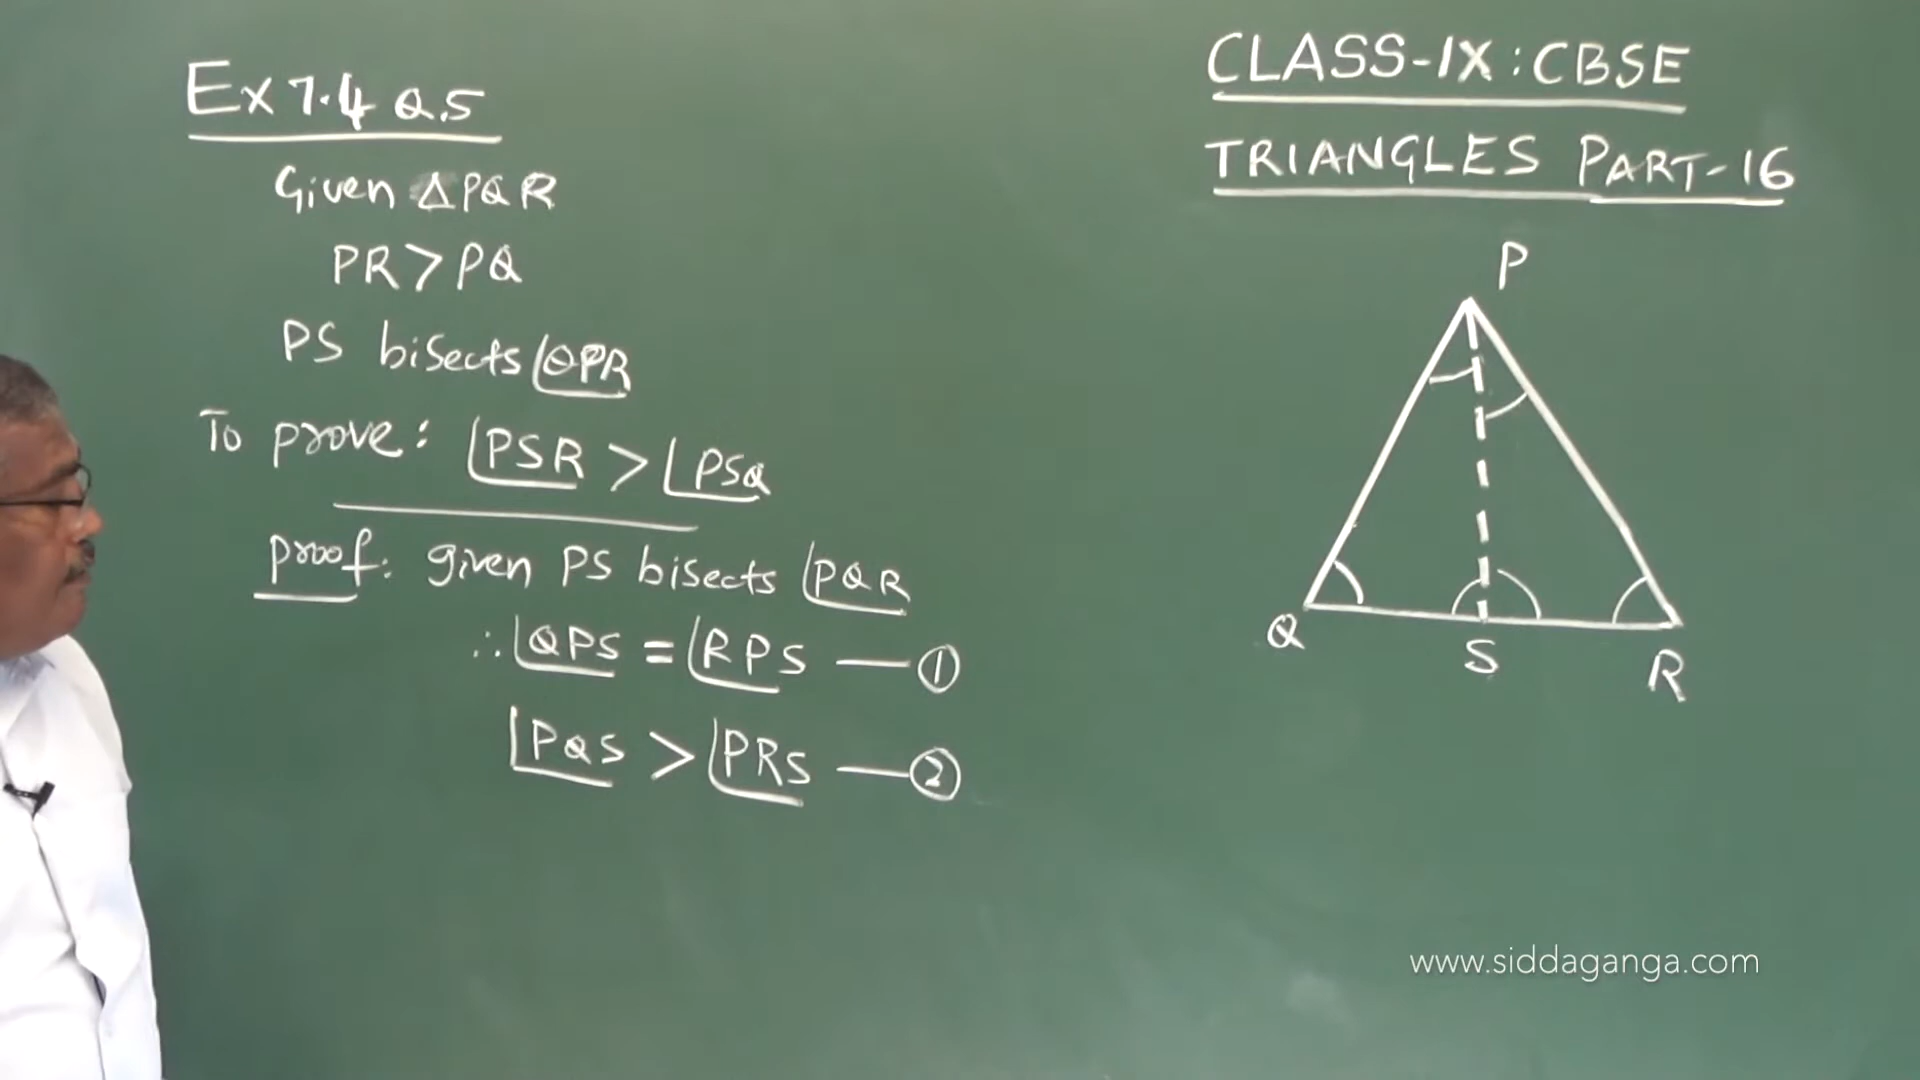 Ex 7.4 Q.5
Given Δ PQR
PR > PQ
PS bisects ∠QPR
To prove: ∠PSR > ∠PSQ
proof: given PS bisects ∠PQR
∴ ∠QPS = ∠RPS — ①
∠PQS > ∠PRS — ②
CLASS-IX: CBSE
TRIANGLES PART-16
P
Q
S
R
www.siddaganga.com